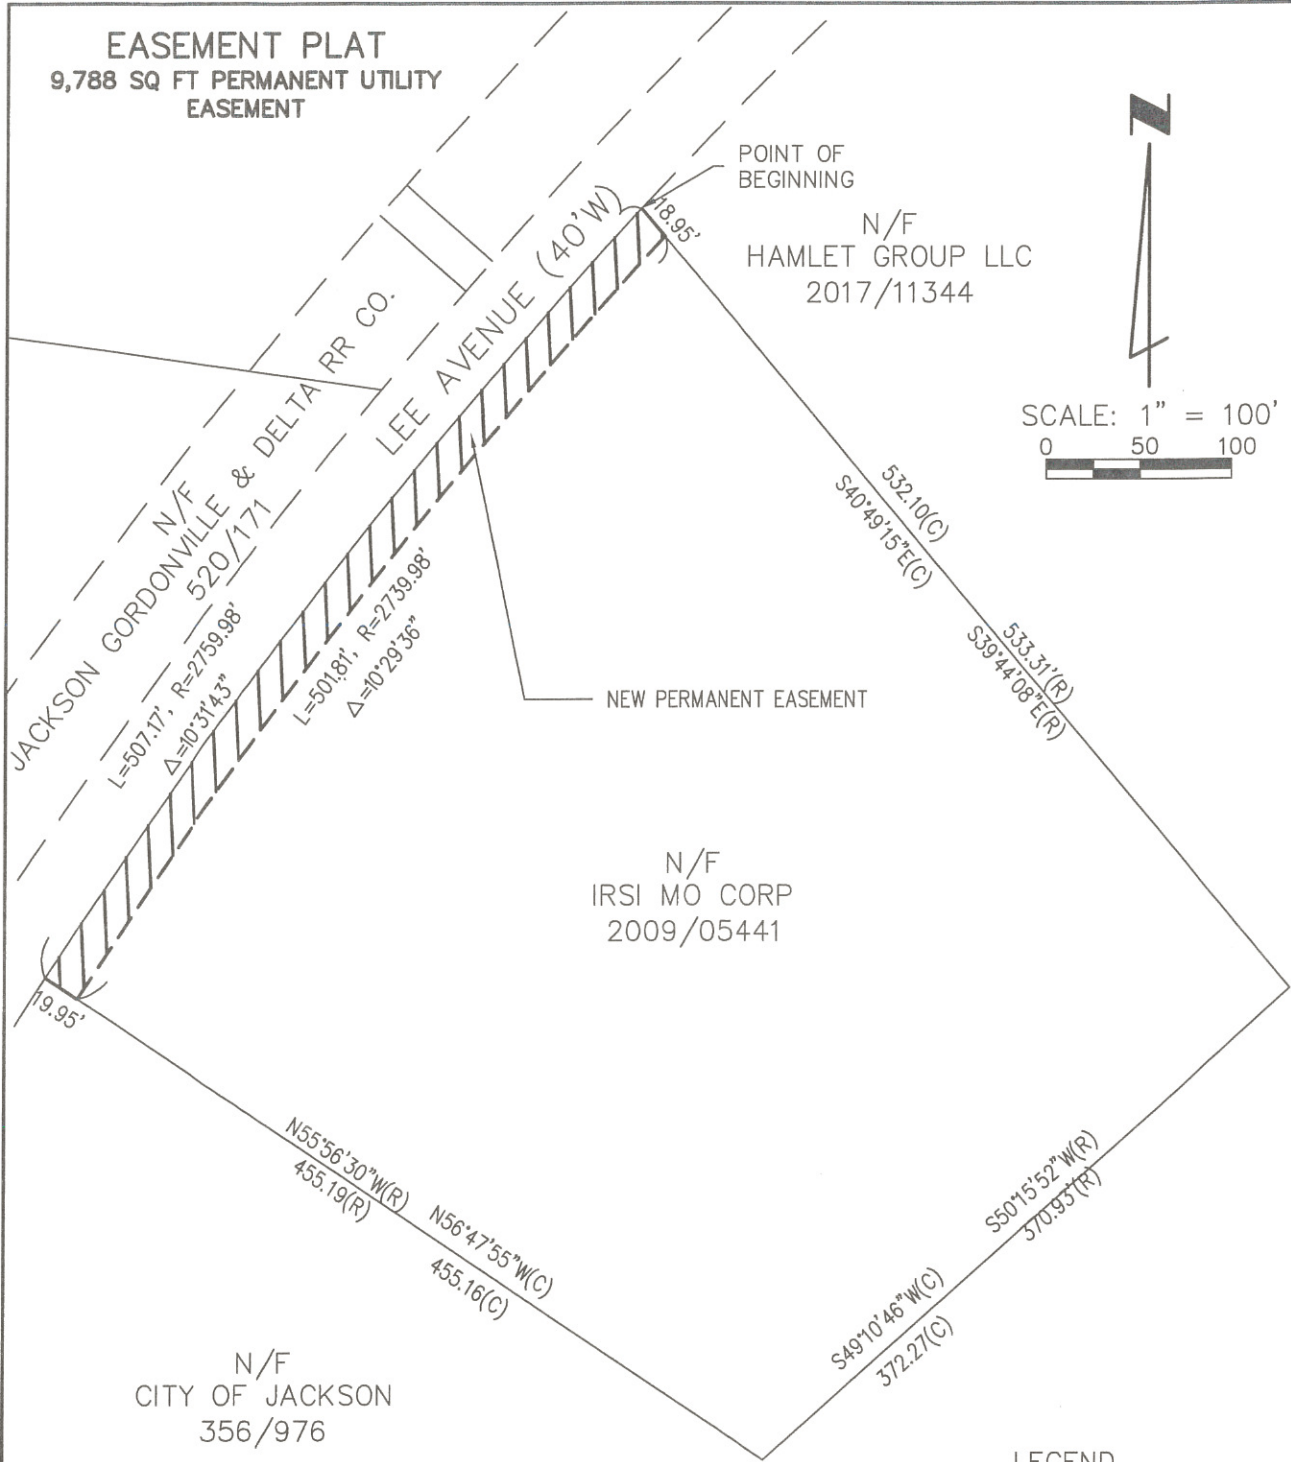 EASEMENT PLAT
9,788 SQ FT PERMANENT UTILITY
EASEMENT
POINT OF
BEGINNING
18.95'
N/F
HAMLET GROUP LLC
2017/11344
N
SCALE: 1" = 100'
0 50 100
LEE AVENUE (40'W)
N/F
JACKSON GORDONVILLE & DELTA RR CO.
520/171
532.10(C)
S40°49'15"E(C)
533.31'(R)
S39°44'08"E(R)
L=507.17', R=2759.98'
Δ=10°31'43"
L=501.81', R=2739.98'
Δ=10°29'36"
NEW PERMANENT EASEMENT
N/F
IRSI MO CORP
2009/05441
19.95'
N55°56'30"W(R)
455.19(R)
N56°47'55"W(C)
455.16(C)
S50°15'52"W(R)
370.93'(R)
S49°10'46"W(C)
372.27(C)
N/F
CITY OF JACKSON
356/976
LEGEND